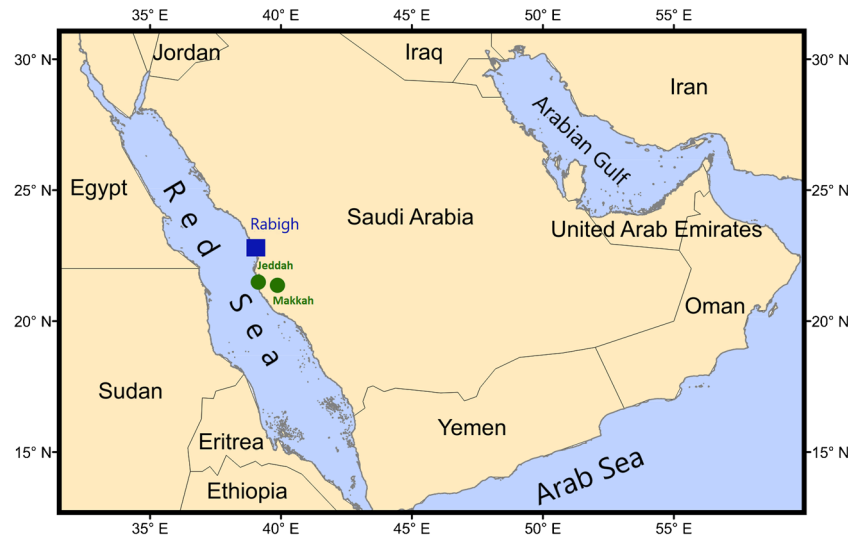 35° E 40° E 45° E 50° E 55° E
30° N 30° N
Jordan Iraq Iran
Arabian Gulf
25° N 25° N
Egypt
Red Sea
Rabigh
Saudi Arabia
United Arab Emirates
Jeddah
Makkah
Oman
20° N 20° N
Sudan
Eritrea
Yemen
15° N 15° N
Ethiopia
Arab Sea
35° E 40° E 45° E 50° E 55° E